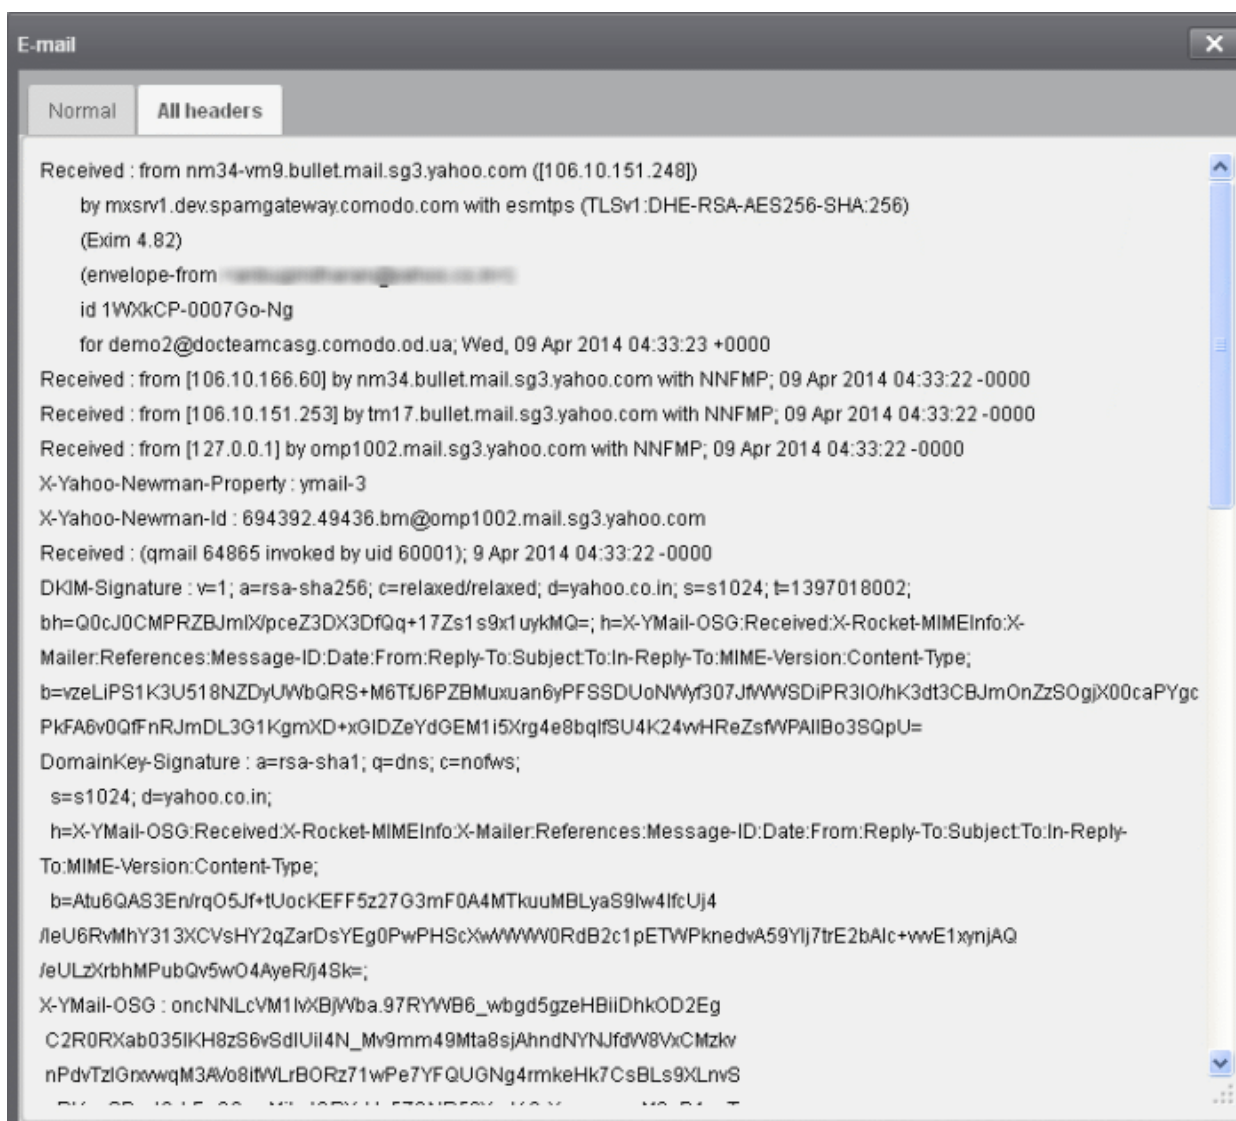 E-mail
Normal
All headers
Received : from nm34-vm9.bullet.mail.sg3.yahoo.com ([106.10.151.248])
by mxsrv1.dev.spamgateway.comodo.com with esmtps (TLSv1:DHE-RSA-AES256-SHA:256)
(Exim 4.82)
(envelope-from
id 1WXkCP-0007Go-Ng
for demo2@docteamcasg.comodo.od.ua; Wed, 09 Apr 2014 04:33:23 +0000
Received : from [106.10.166.60] by nm34.bullet.mail.sg3.yahoo.com with NNFMP; 09 Apr 2014 04:33:22 -0000
Received : from [106.10.151.253] by tm17.bullet.mail.sg3.yahoo.com with NNFMP; 09 Apr 2014 04:33:22 -0000
Received : from [127.0.0.1] by omp1002.mail.sg3.yahoo.com with NNFMP; 09 Apr 2014 04:33:22 -0000
X-Yahoo-Newman-Property : ymail-3
X-Yahoo-Newman-Id : 694392.49436.bm@omp1002.mail.sg3.yahoo.com
Received : (qmail 64865 invoked by uid 60001); 9 Apr 2014 04:33:22 -0000
DKIM-Signature : v=1; a=rsa-sha256; c=relaxed/relaxed; d=yahoo.co.in; s=s1024; t=1397018002;
bh=Q0cJ0CMPRZBJmlX/pceZ3DX3DfQq+17Zs1s9x1uykMQ=; h=X-YMail-OSG:Received:X-Rocket-MIMEInfo:X-
Mailer:References:Message-ID:Date:From:Reply-To:Subject:To:In-Reply-To:MIME-Version:Content-Type;
b=vzeLiPS1K3U518NZDyUWbQRS+M6TfJ6PZBMuxuan6yPFSSDUoNWyf307JfWWSDiPR3IO/hK3dt3CBJmOnZzSOgjX00caPYgc
PkFA6v0QfFnRJmDL3G1KgmXD+xGIDZeYdGEM1i5Xrg4e8bqIfSU4K24vvHReZsfWPAIIBo3SQpU=
DomainKey-Signature : a=rsa-sha1; q=dns; c=nofws;
s=s1024; d=yahoo.co.in;
h=X-YMail-OSG:Received:X-Rocket-MIMEInfo:X-Mailer:References:Message-ID:Date:From:Reply-To:Subject:To:In-Reply-
To:MIME-Version:Content-Type;
b=Atu6QAS3En/rqO5Jf+tUocKEFF5z27G3mF0A4MTkuuMBLyaS9Iw4IfcUj4
/leU6RvMhY313XCVsHY2qZarDsYEg0PwPHScXwWWW0RdB2c1pETWPknedvA59Ylj7trE2bAlc+vwE1xynjAQ
/eULzXrbhMPubQv5wO4AyeR/j4Sk=;
X-YMail-OSG : oncNNLcVM1lvXBjWba.97RYWB6_wbgd5gzeHBiiDhkOD2Eg
C2R0RXab035lKH8zS6vSdlUil4N_Mv9mm49Mta8sjAhndNYNJfdW8VxCMzkv
nPdvTzlGrxvwqM3AVo8ifWLrBORz71wPe7YFQUGNg4rmkeHk7CsBLs9XLnvS